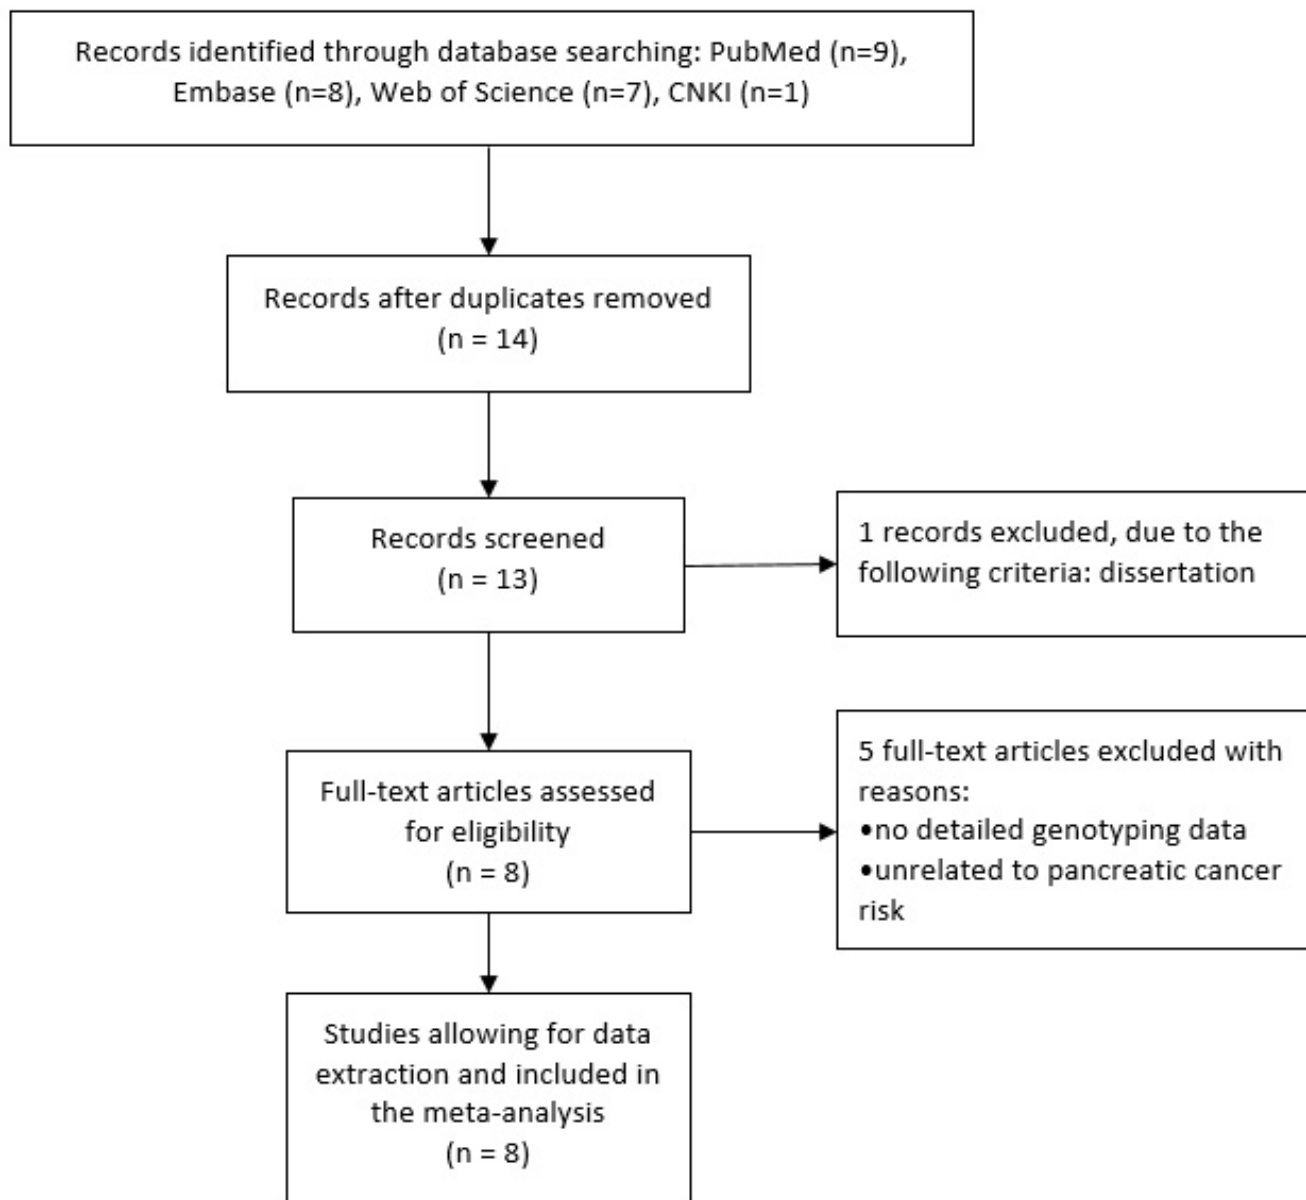 Records identified through database searching: PubMed (n=9),
Embase (n=8), Web of Science (n=7), CNKI (n=1)
Records after duplicates removed
(n = 14)
Records screened
(n = 13)
1 records excluded, due to the
following criteria: dissertation
Full-text articles assessed
for eligibility
(n = 8)
5 full-text articles excluded with
reasons:
•no detailed genotyping data
•unrelated to pancreatic cancer
risk
Studies allowing for data
extraction and included in
the meta-analysis
(n = 8)